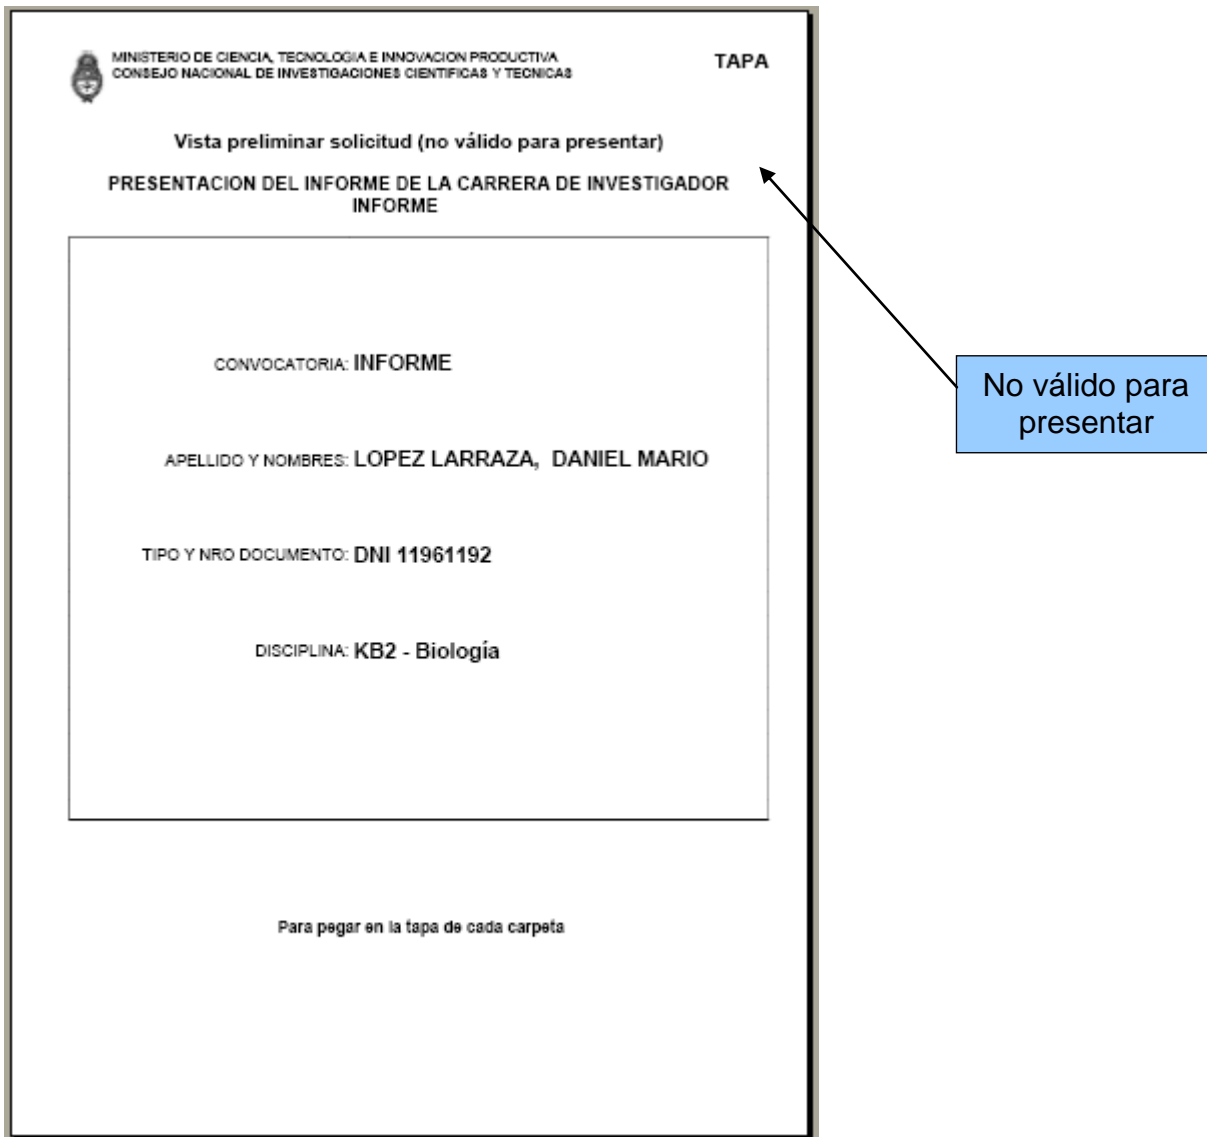 MINISTERIO DE CIENCIA, TECNOLOGIA E INNOVACION PRODUCTIVA
CONSEJO NACIONAL DE INVESTIGACIONES CIENTIFICAS Y TECNICAS
TAPA
Vista preliminar solicitud (no válido para presentar)
PRESENTACION DEL INFORME DE LA CARRERA DE INVESTIGADOR
INFORME
CONVOCATORIA: INFORME
APELLIDO Y NOMBRES: LOPEZ LARRAZA, DANIEL MARIO
TIPO Y NRO DOCUMENTO: DNI 11961192
DISCIPLINA: KB2 - Biología
Para pegar en la tapa de cada carpeta
No válido para
presentar